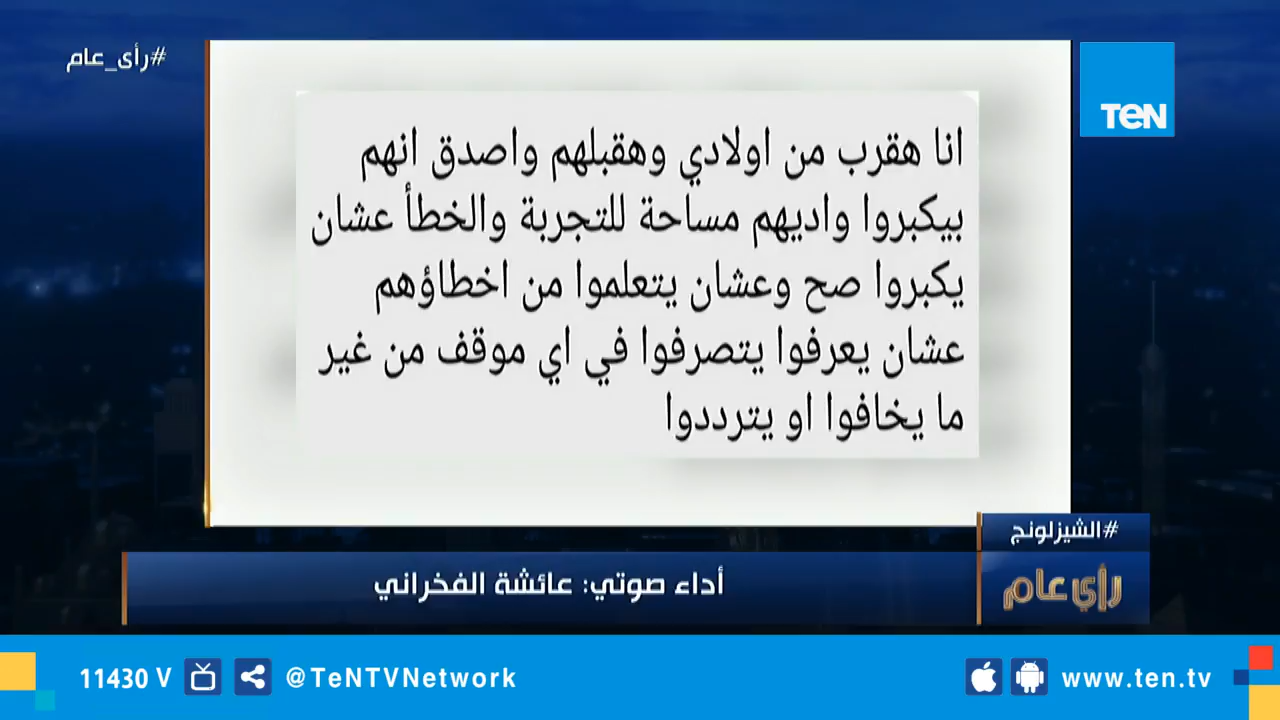 #رأى_عام
TeN
انا هقرب من اولادي وهقبلهم واصدق انهم
بيكبروا واديهم مساحة للتجربة والخطأ عشان
يكبروا صح وعشان يتعلموا من اخطاؤهم
عشان يعرفوا يتصرفوا في اي موقف من غير
ما يخافوا او يترددوا
#الشيزلونج
رأي عام
أداء صوتي: عائشة الفخراني
11430 V
@TeNTVNetwork
www.ten.tv